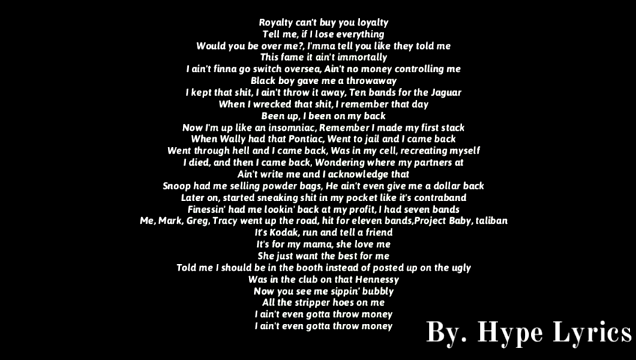 Royalty can't buy you loyalty
Tell me, if I lose everything
Would you be over me?, I'mma tell you like they told me
This fame it ain't immortally
I ain't finna go switch oversea, Ain't no money controlling me
Black boy gave me a throwaway
I kept that shit, I ain't throw it away, Ten bands for the Jaguar
When I wrecked that shit, I remember that day
Been up, I been on my back
Now I'm up like an insomniac, Remember I made my first stack
When Wally had that Pontiac, Went to jail and I came back
Went through hell and I came back, Was in my cell, recreating myself
I died, and then I came back, Wondering where my partners at
Ain't write me and I acknowledge that
Snoop had me selling powder bags, He ain't even give me a dollar back
Later on, started sneaking shit in my pocket like it's contraband
Finessin' had me lookin' back at my profit, I had seven bands
Me, Mark, Greg, Tracy went up the road, hit for eleven bands,Project Baby, taliban
It's Kodak, run and tell a friend
It's for my mama, she love me
She just want the best for me
Told me I should be in the booth instead of posted up on the ugly
Was in the club on that Hennessy
Now you see me sippin' bubbly
All the stripper hoes on me
I ain't even gotta throw money
I ain't even gotta throw money
By. Hype Lyrics